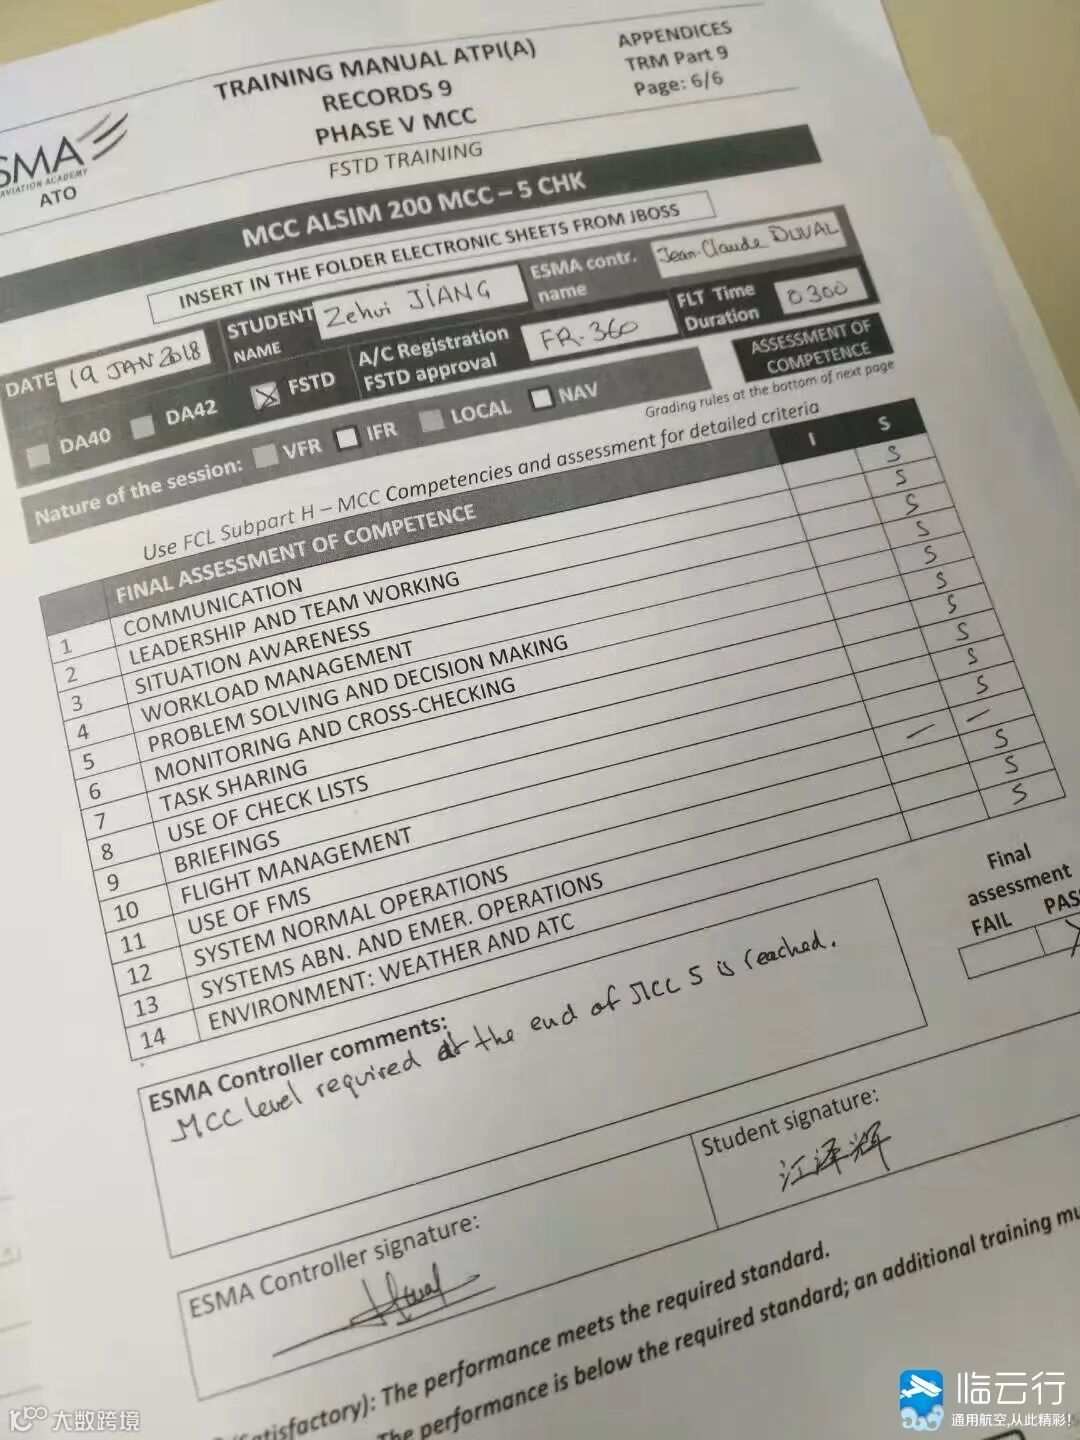 TRAINING MANUAL ATPI(A)
RECORDS 9
PHASE V MCC
FSTD TRAINING
APPENDICES
TRM Part 9
Page: 6/6
SMA
AVIATION ACADEMY
ATO
MCC ALSIM 200 MCC – 5 CHK
INSERT IN THE FOLDER ELECTRONIC SHEETS FROM JBOSS
DATE 19 JAN 2018
STUDENT NAME Zehui JIANG
ESMA contr. name Jean-Claude DUVAL
DA40 DA42 FSTD
A/C Registration FSTD approval FR-360
FLT Time Duration 0300
Nature of the session: VFR IFR LOCAL NAV
ASSESSMENT OF COMPETENCE
Grading rules at the bottom of next page
Use FCL Subpart H – MCC Competencies and assessment for detailed criteria
FINAL ASSESSMENT OF COMPETENCE I S
1 COMMUNICATION S
2 LEADERSHIP AND TEAM WORKING S
3 SITUATION AWARENESS S
4 WORKLOAD MANAGEMENT S
5 PROBLEM SOLVING AND DECISION MAKING S
6 MONITORING AND CROSS-CHECKING S
7 TASK SHARING S
8 USE OF CHECK LISTS S
9 BRIEFINGS S
10 FLIGHT MANAGEMENT S
11 USE OF FMS — —
12 SYSTEM NORMAL OPERATIONS S
13 SYSTEMS ABN. AND EMER. OPERATIONS S
14 ENVIRONMENT: WEATHER AND ATC S
Final assessment
FAIL PAS
X
ESMA Controller comments:
MCC level required at the end of MCC 5 is reached.
Student signature:
江泽辉
ESMA Controller signature:
atisfactory): The performance meets the required standard.
The performance is below the required standard; an additional training mu
大数跨境
临云行
通用航空,从此精彩!